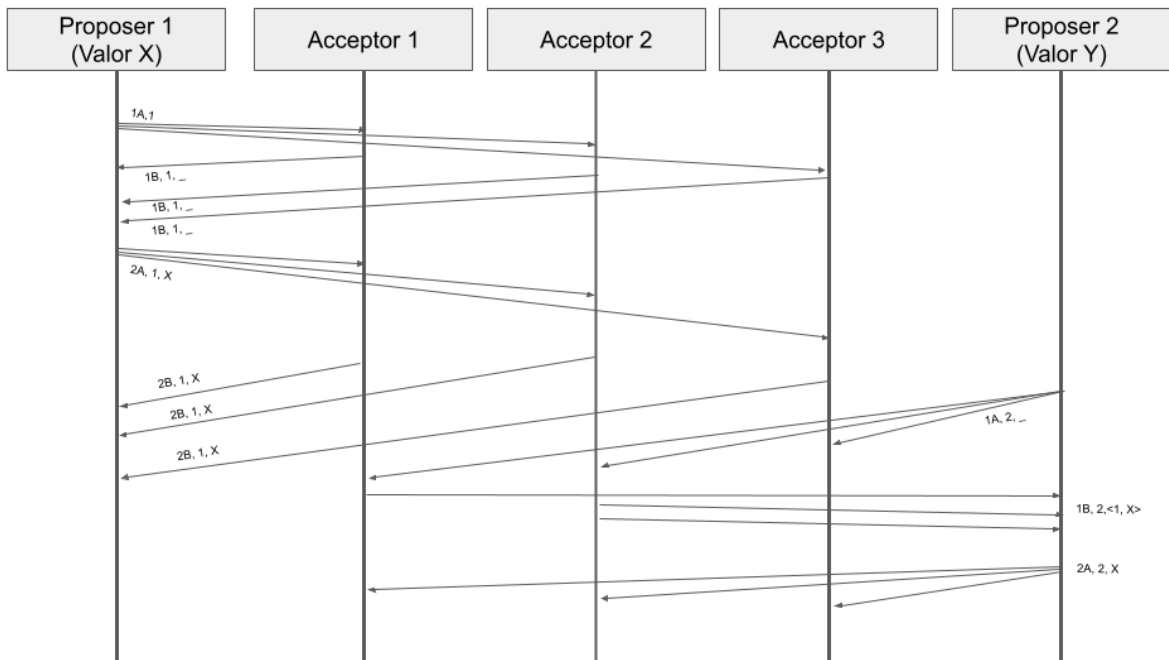 Proposer 1
(Valor X)
Acceptor 1
Acceptor 2
Acceptor 3
Proposer 2
(Valor Y)
1A,1
1B, 1, _
1B, 1, _
1B, 1, _
2A, 1, X
2B, 1, X
2B, 1, X
2B, 1, X
1A, 2, _
1B, 2,<1, X>
2A, 2, X